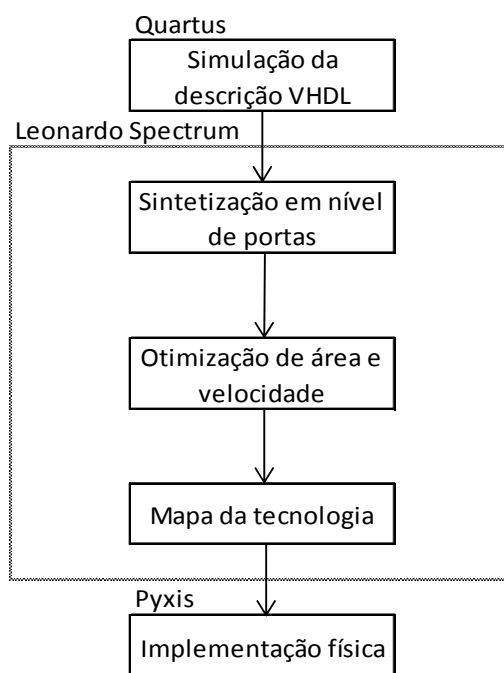 Quartus
Simulação da
descrição VHDL
Leonardo Spectrum
Sintetização em nível
de portas
Otimização de área e
velocidade
Mapa da tecnologia
Pyxis
Implementação física